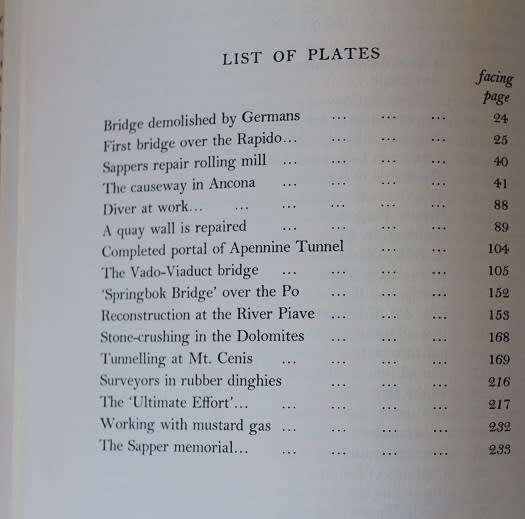 LIST OF PLATES
facing
page
Bridge demolished by Germans ... ... ... 24
First bridge over the Rapido... ... ... ... 25
Sappers repair rolling mill ... ... ... ... 40
The causeway in Ancona ... ... ... ... 41
Diver at work... ... ... ... ... 88
A quay wall is repaired ... ... ... ... 89
Completed portal of Apennine Tunnel ... ... 104
The Vado-Viaduct bridge ... ... ... ... 105
'Springbok Bridge' over the Po ... ... ... 152
Reconstruction at the River Piave ... ... ... 153
Stone-crushing in the Dolomites ... ... ... 168
Tunnelling at Mt. Cenis ... ... ... ... 169
Surveyors in rubber dinghies ... ... ... 216
The 'Ultimate Effort'... ... ... ... ... 217
Working with mustard gas ... ... ... ... 232
The Sapper memorial... ... ... ... ... 233